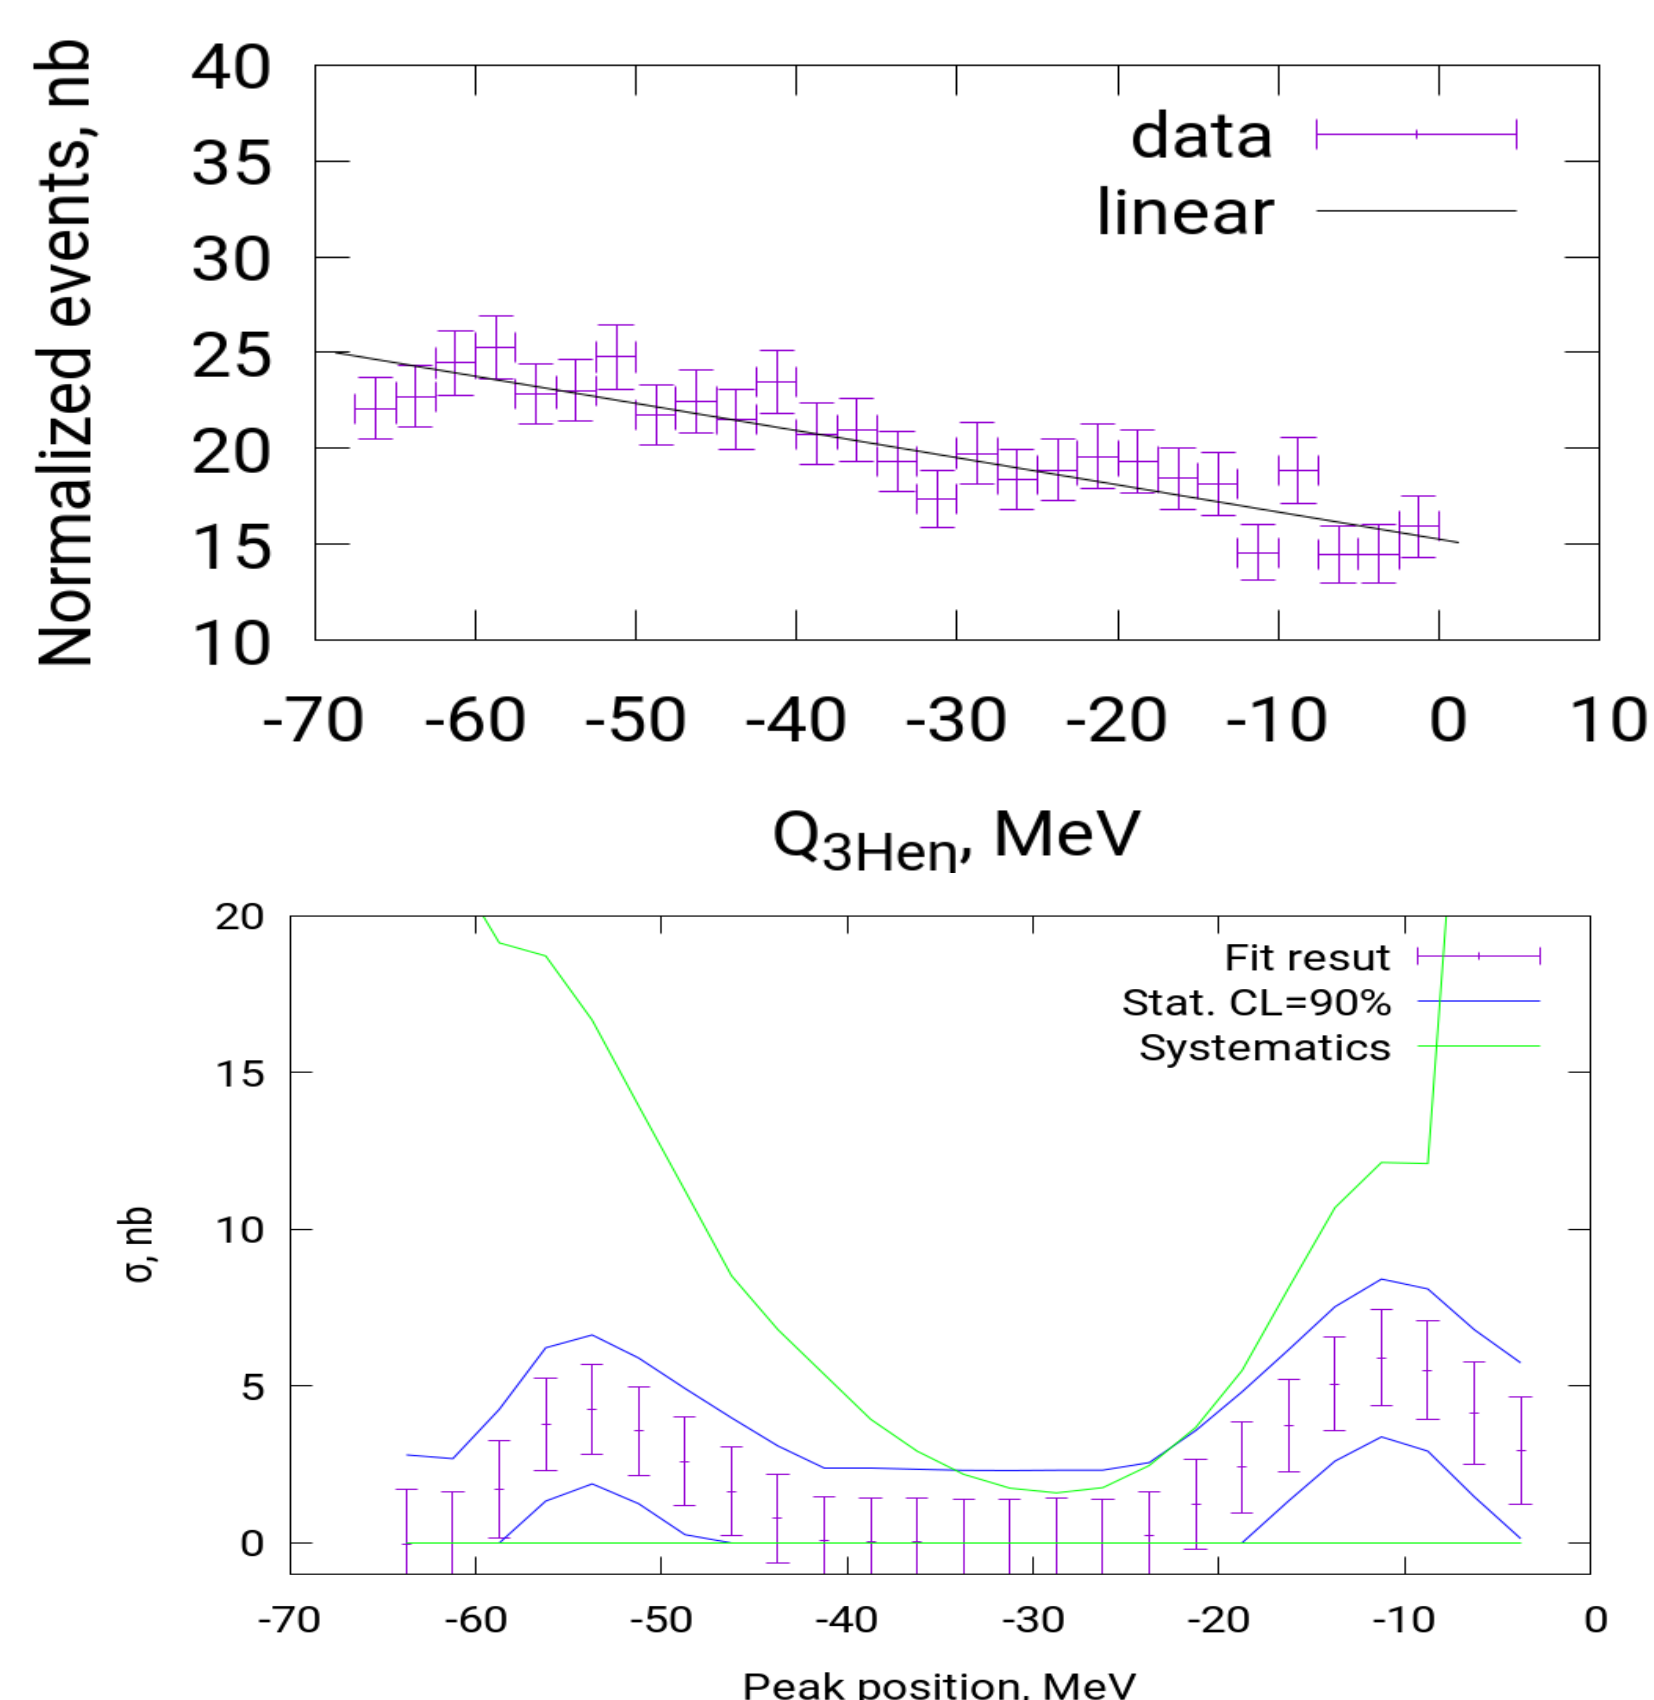 Normalized events, nb
40
35
30
25
20
15
10
data
linear
-70 -60 -50 -40 -30 -20 -10 0 10
Q3Hen, MeV
σ, nb
20
15
10
5
0
Fit resut
Stat. CL=90%
Systematics
-70 -60 -50 -40 -30 -20 -10 0
Peak position, MeV